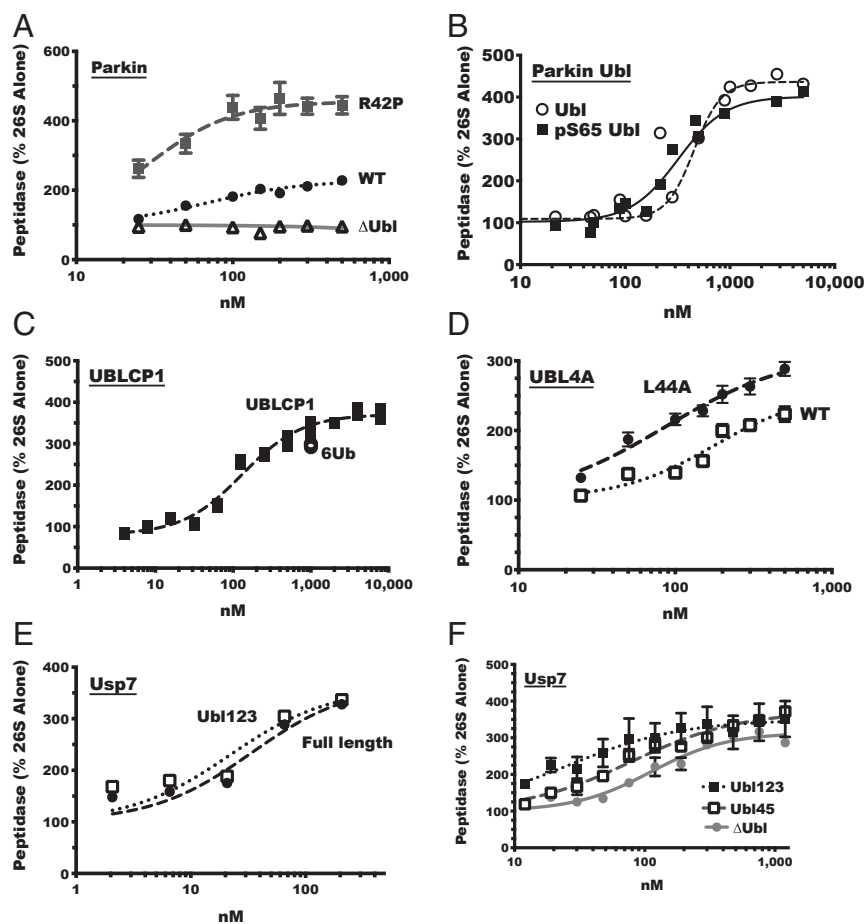 A
Parkin
Peptidase (% 26S Alone)
600
400
200
0
10
100
1,000
nM
R42P
WT
ΔUbl
B
Parkin Ubl
Ubl
pS65 Ubl
Peptidase (% 26S Alone)
500
400
300
200
100
0
100
1,000
10,000
nM
C
UBLCP1
Peptidase (% 26S Alone)
500
400
300
200
100
0
1
10
100
1,000
10,000
nM
UBLCP1
6Ub
D
UBL4A
Peptidase (% 26S Alone)
300
200
100
0
10
100
1,000
nM
L44A
WT
E
Usp7
Peptidase (% 26S Alone)
400
300
200
100
0
1
10
100
nM
Ubl123
Full length
F
Usp7
Peptidase (% 26S Alone)
500
400
300
200
100
0
10
100
1,000
nM
Ubl123
Ubl45
ΔUbl